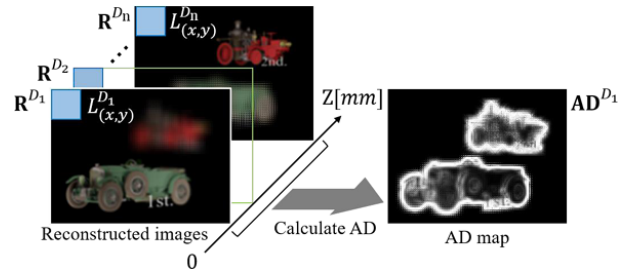 R^{D_n} L^{D_n}_{(x,y)}
2nd.
R^{D_2}
R^{D_1} L^{D_1}_{(x,y)}
1st.
Z[mm]
AD^{D_1}
Reconstructed images
0
Calculate AD
AD map